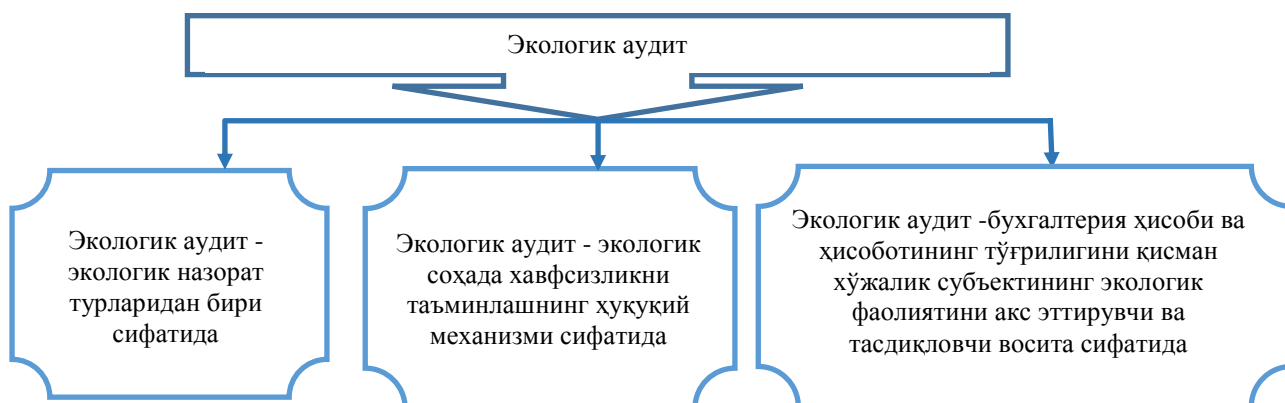 Экологик аудит
Экологик аудит -
экологик назорат
турларидан бири
сифатида
Экологик аудит - экологик
соҳада хавфсизликни
таъминлашнинг ҳуқуқий
механизми сифатида
Экологик аудит -бухгалтерия ҳисоби ва
ҳисоботининг тўғрилигини қисман
хўжалик субъектининг экологик
фаолиятини акс эттирувчи ва
тасдиқловчи восита сифатида